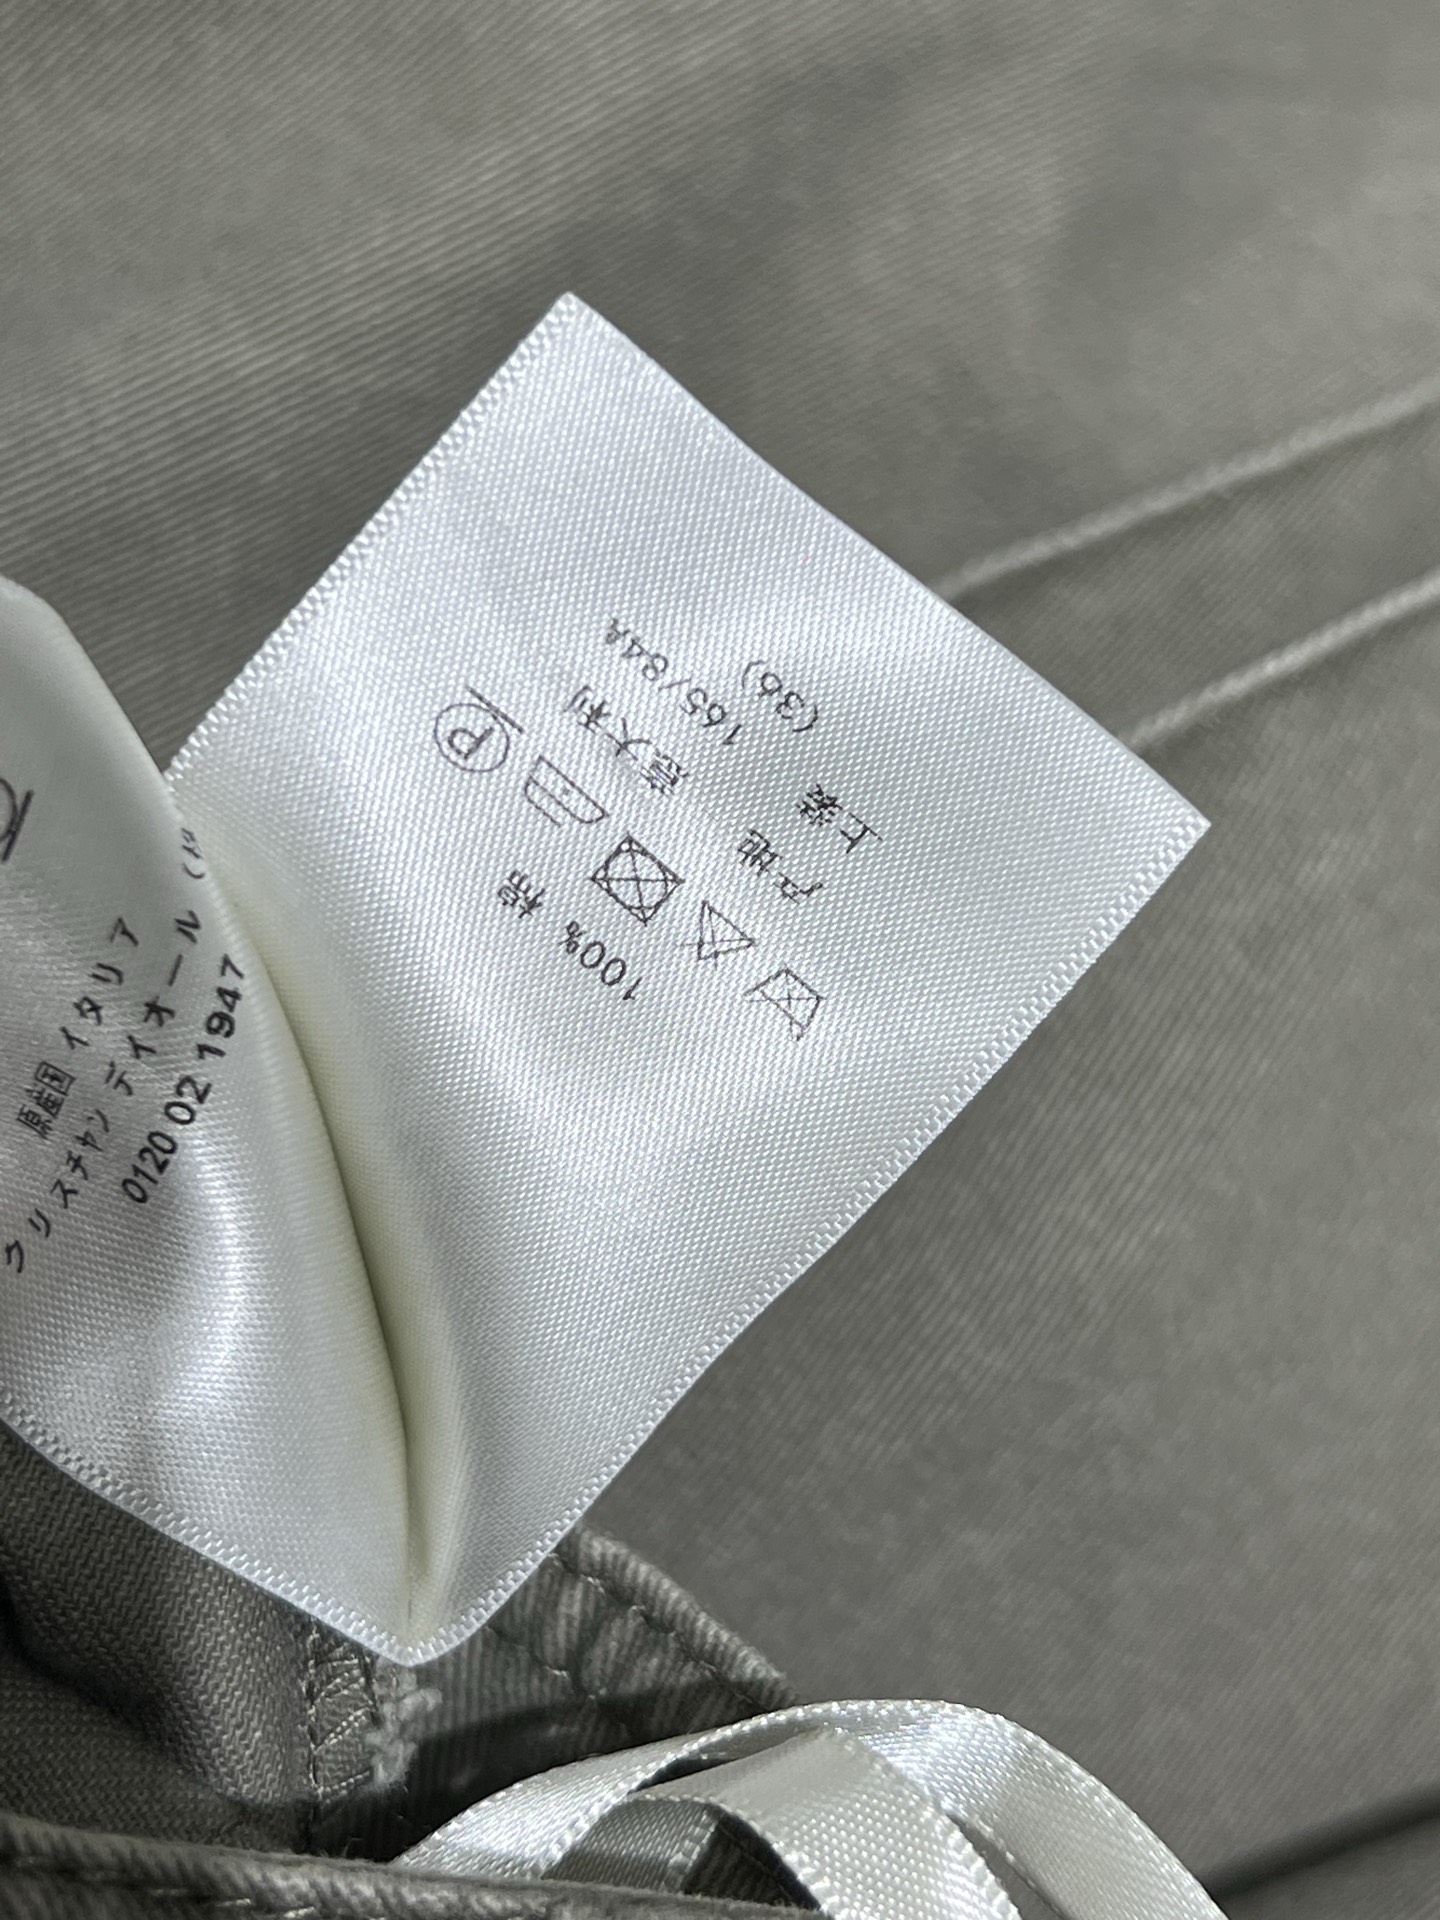 原産国 イタリア
クリスチャン ディオール (ド
0120 02 1947
100% 棉
产地 意大利
上装 165/84A
(36)